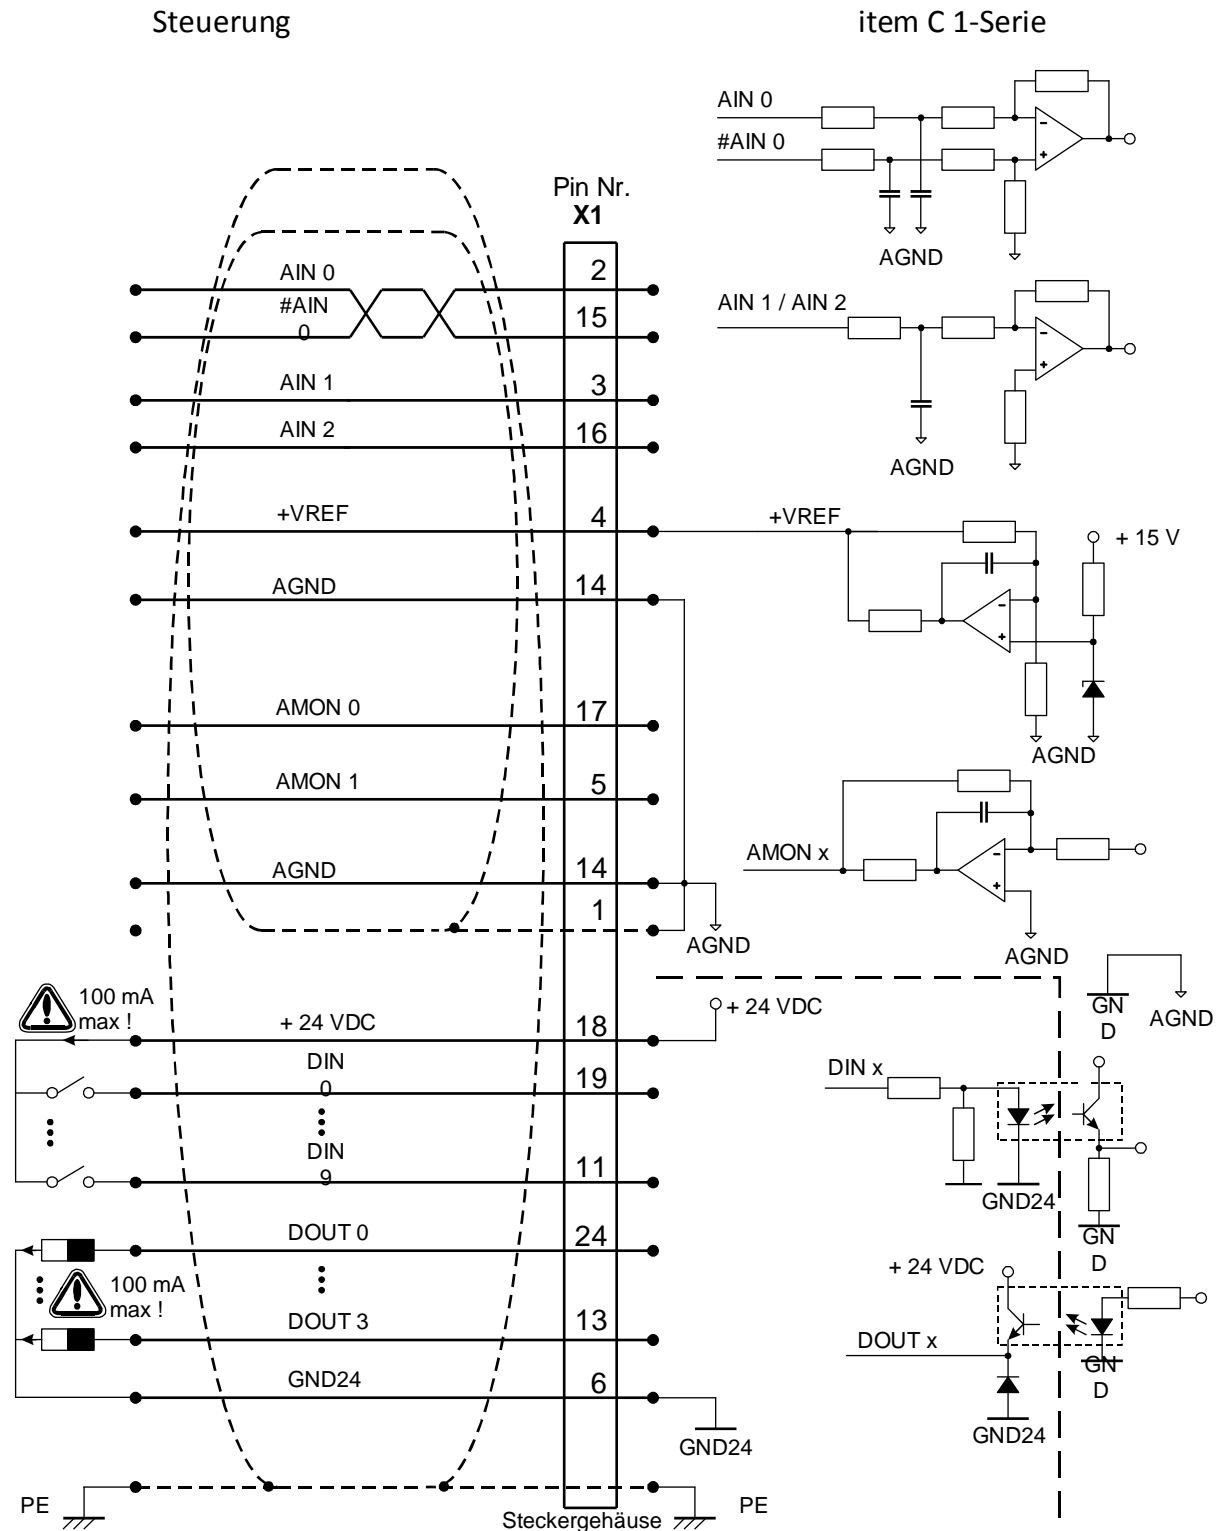 Steuerung
item C 1-Serie
Pin Nr.
X1
AIN 0
2
#AIN
0
15
AIN 1
3
AIN 2
16
+VREF
4
AGND
14
AMON 0
17
AMON 1
5
AGND
14
1
AGND
100 mA
max !
+ 24 VDC
18
+ 24 VDC
DIN
0
19
DIN
9
11
DOUT 0
24
100 mA
max !
DOUT 3
13
GND24
6
GND24
PE
Steckergehäuse
PE
AIN 0
#AIN 0
-
+
AGND
AIN 1 / AIN 2
-
+
AGND
+VREF
+ 15 V
-
+
AGND
AMON x
-
+
AGND
GN
D
AGND
DIN x
GND24
GN
D
+ 24 VDC
DOUT x
GN
D
GND24